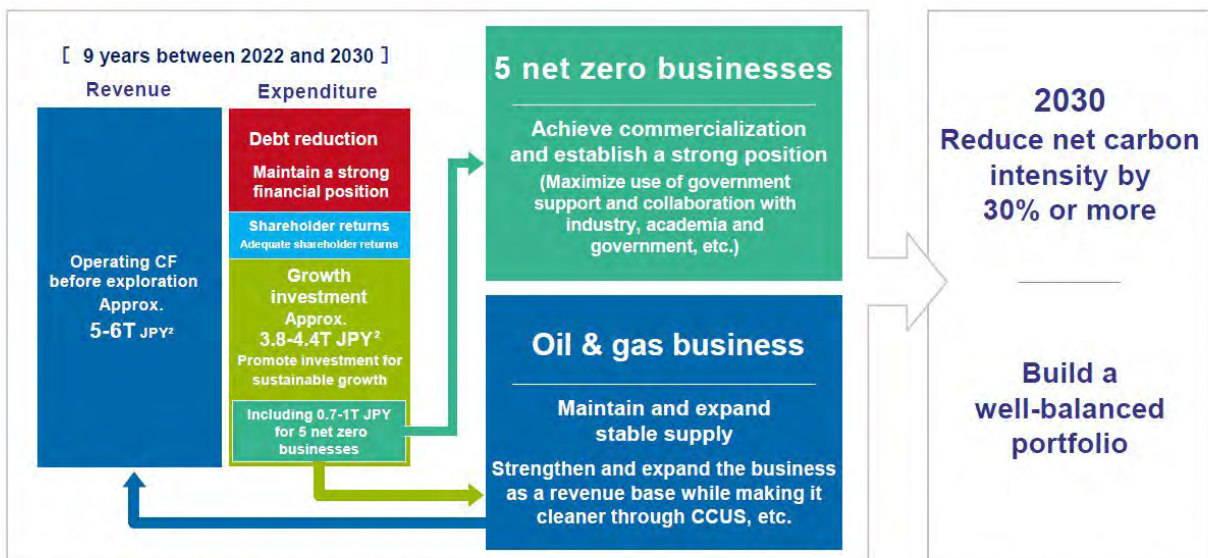 [ 9 years between 2022 and 2030 ]
Revenue
Expenditure
Operating CF
before exploration
Approx.
5-6T JPY²
Debt reduction
Maintain a strong
financial position
Shareholder returns
Adequate shareholder returns
Growth
investment
Approx.
3.8-4.4T JPY²
Promote investment for
sustainable growth
Including 0.7-1T JPY
for 5 net zero
businesses
5 net zero businesses
Achieve commercialization
and establish a strong position
(Maximize use of government
support and collaboration with
industry, academia and
government, etc.)
Oil & gas business
Maintain and expand
stable supply
Strengthen and expand the business
as a revenue base while making it
cleaner through CCUS, etc.
2030
Reduce net carbon
intensity by
30% or more
Build a
well-balanced
portfolio